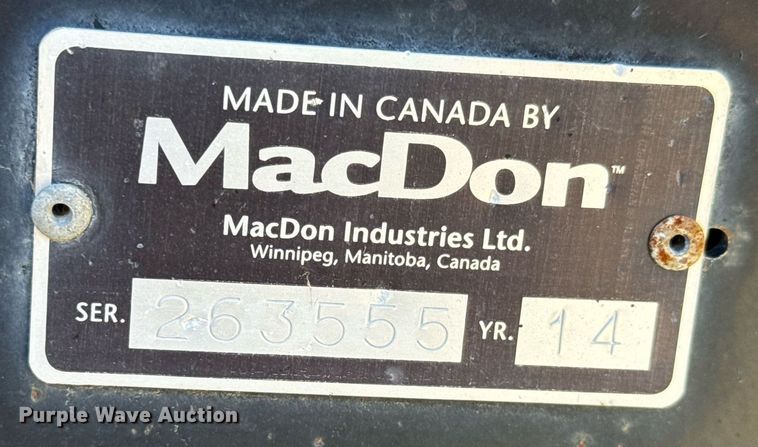 MADE IN CANADA BY
MacDon™
MacDon Industries Ltd.
Winnipeg, Manitoba, Canada
SER. 263555 YR. 14
Purple Wave Auction